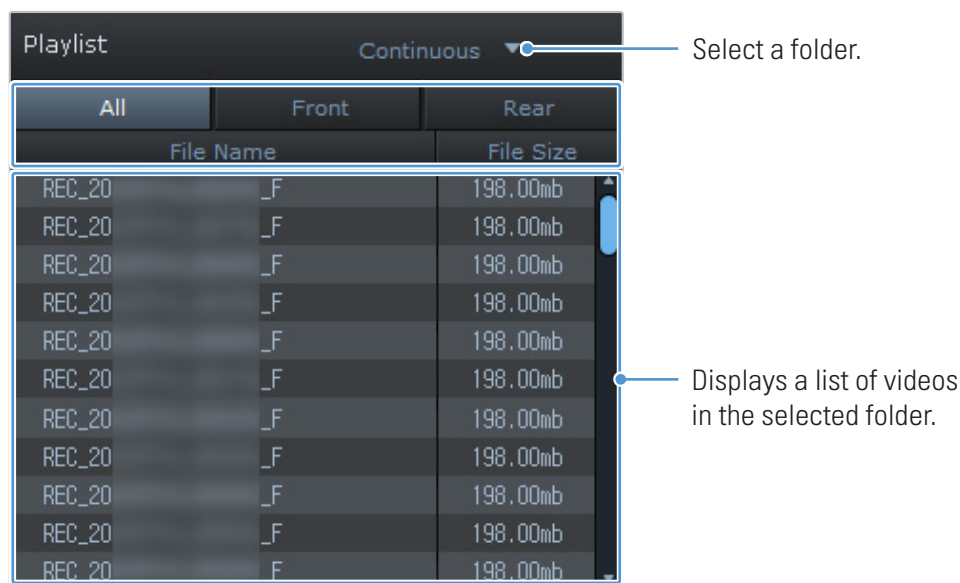 Playlist Continuous
Select a folder.
All Front Rear
File Name File Size
REC_20 _F 198.00mb
REC_20 _F 198.00mb
REC_20 _F 198.00mb
REC_20 _F 198.00mb
REC_20 _F 198.00mb
REC_20 _F 198.00mb
Displays a list of videos
in the selected folder.
REC_20 _F 198.00mb
REC_20 _F 198.00mb
REC_20 _F 198.00mb
REC_20 _F 198.00mb
REC_20 _F 198.00mb